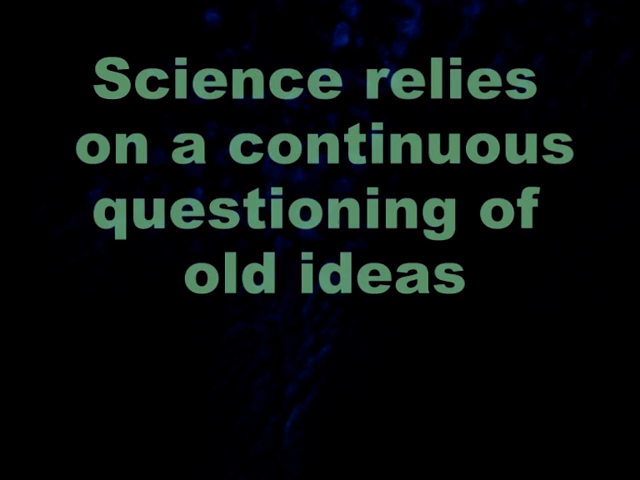 Science relies
on a continuous
questioning of
old ideas